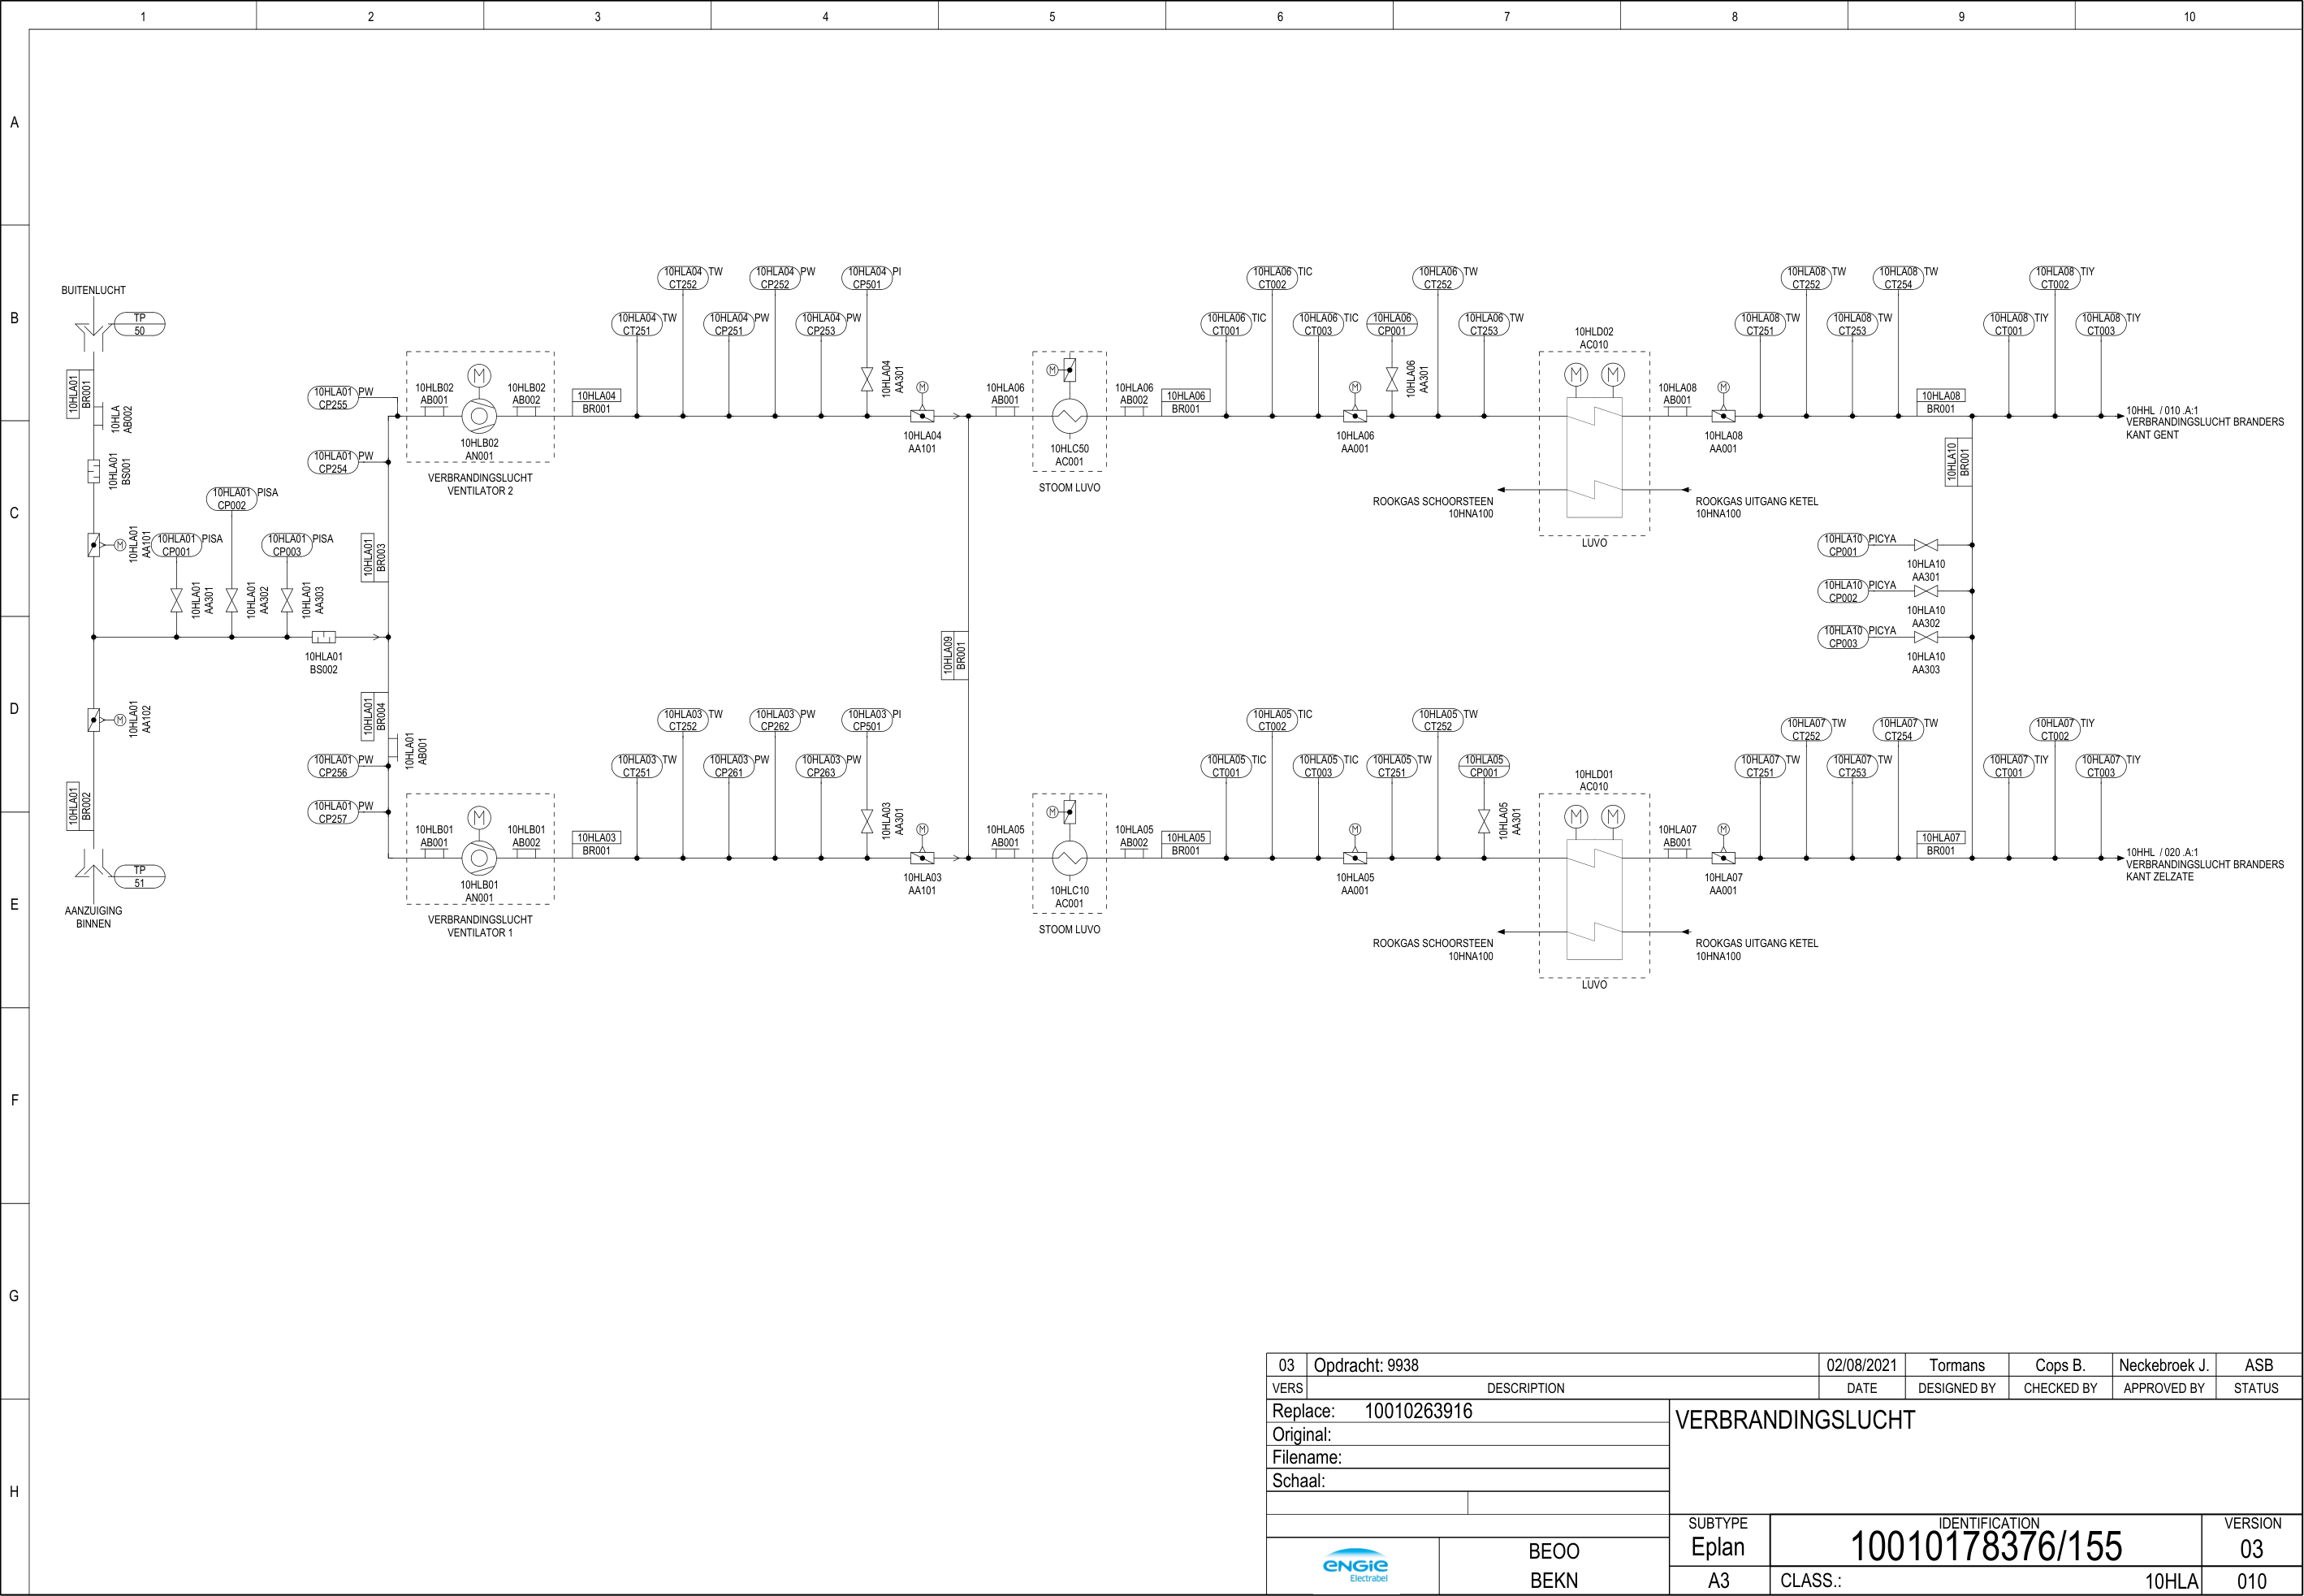 1 2 3 4 5 6 7 8 9 10
A
B
C
D
E
F
G
H
BUITENLUCHT
TP
50
10HLA01
BR001
10HLA
AB002
10HLA01
BS001
10HLA01
AA101
10HLA01 PISA
CP001
10HLA01 PISA
CP002
10HLA01 PISA
CP003
10HLA01
AA301
10HLA01
AA302
10HLA01
AA303
10HLA01
BS002
10HLA01
AA102
10HLA01
BR002
TP
51
AANZUIGING
BINNEN
10HLA01 PW
CP255
10HLA01 PW
CP254
10HLA01
BR003
10HLA01
BR004
10HLA01
AB001
10HLA01 PW
CP256
10HLA01 PW
CP257
10HLB02
AB001
M
10HLB02
AB002
10HLB02
AN001
VERBRANDINGSLUCHT
VENTILATOR 2
10HLA04
BR001
10HLA04 TW
CT251
10HLA04 TW
CT252
10HLA04 PW
CP251
10HLA04 PW
CP252
10HLA04 PW
CP253
10HLA04 PI
CP501
10HLA04
AA301
M
10HLA04
AA101
10HLA06
AB001
M
10HLC50
AC001
STOOM LUVO
10HLA06
AB002
10HLA06
BR001
10HLA06 TIC
CT001
10HLA06 TIC
CT002
10HLA06 TIC
CT003
M
10HLA06
AA001
10HLA06
CP001
10HLA06
AA301
10HLA06 TW
CT252
10HLA06 TW
CT253
10HLD02
AC010
M M
ROOKGAS SCHOORSTEEN
10HNA100
ROOKGAS UITGANG KETEL
10HNA100
LUVO
10HLA08
AB001
M
10HLA08
AA001
10HLA08 TW
CT251
10HLA08 TW
CT252
10HLA08 TW
CT253
10HLA08 TW
CT254
10HLA08
BR001
10HLA08 TIY
CT001
10HLA08 TIY
CT002
10HLA08 TIY
CT003
10HHL / 010 .A:1
VERBRANDINGSLUCHT BRANDERS
KANT GENT
10HLA10
BR001
10HLA10 PICYA
CP001
10HLA10
AA301
10HLA10 PICYA
CP002
10HLA10
AA302
10HLA10 PICYA
CP003
10HLA10
AA303
10HLA09
BR001
10HLB01
AB001
M
10HLB01
AB002
10HLB01
AN001
VERBRANDINGSLUCHT
VENTILATOR 1
10HLA03
BR001
10HLA03 TW
CT251
10HLA03 TW
CT252
10HLA03 PW
CP261
10HLA03 PW
CP262
10HLA03 PW
CP263
10HLA03 PI
CP501
10HLA03
AA301
M
10HLA03
AA101
10HLA05
AB001
M
10HLC10
AC001
STOOM LUVO
10HLA05
AB002
10HLA05
BR001
10HLA05 TIC
CT001
10HLA05 TIC
CT002
10HLA05 TIC
CT003
M
10HLA05
AA001
10HLA05 TW
CT251
10HLA05 TW
CT252
10HLA05
CP001
10HLA05
AA301
10HLD01
AC010
M M
ROOKGAS SCHOORSTEEN
10HNA100
ROOKGAS UITGANG KETEL
10HNA100
LUVO
10HLA07
AB001
M
10HLA07
AA001
10HLA07 TW
CT251
10HLA07 TW
CT252
10HLA07 TW
CT253
10HLA07 TW
CT254
10HLA07
BR001
10HLA07 TIY
CT001
10HLA07 TIY
CT002
10HLA07 TIY
CT003
10HHL / 020 .A:1
VERBRANDINGSLUCHT BRANDERS
KANT ZELZATE
03 Opdracht: 9938 02/08/2021 Tormans Cops B. Neckebroek J. ASB
VERS DESCRIPTION DATE DESIGNED BY CHECKED BY APPROVED BY STATUS
Replace: 10010263916
Original:
Filename:
Schaal:
VERBRANDINGSLUCHT
ENGIE
Electrabel
BEOO
BEKN
SUBTYPE
Eplan
A3
IDENTIFICATION
10010178376/155
CLASS.: 10HLA
VERSION
03
010